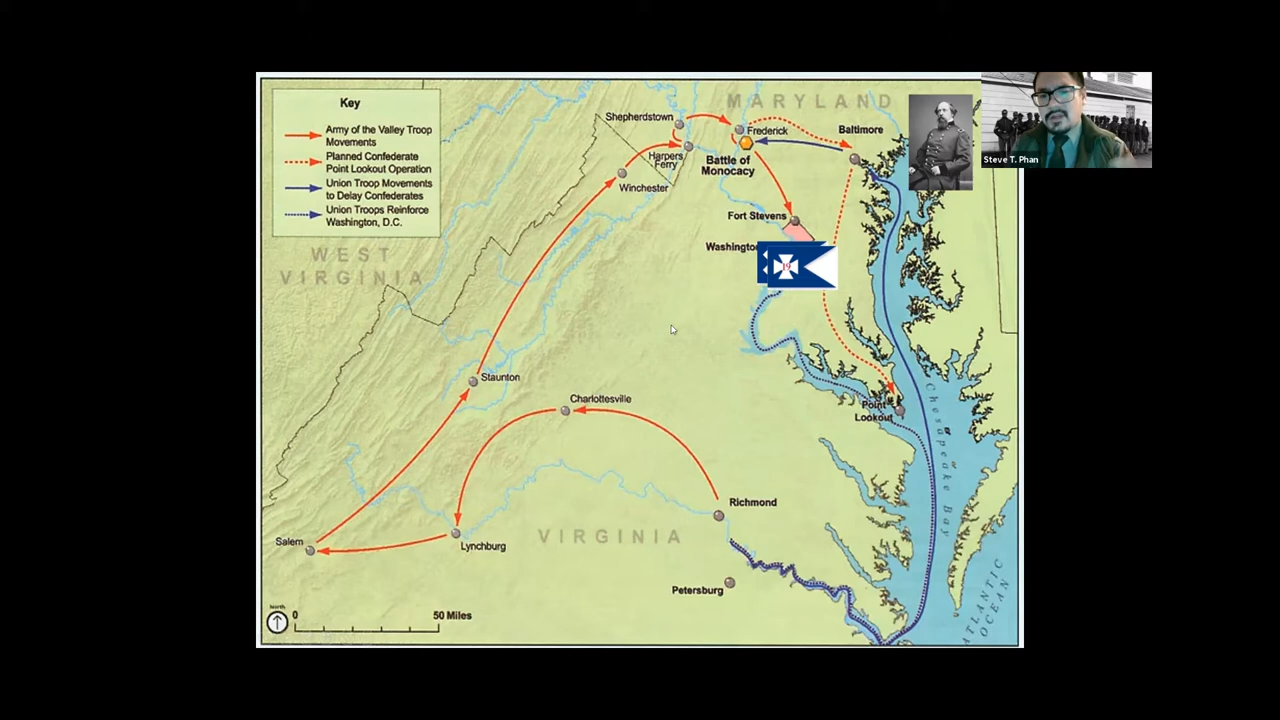 Key
Army of the Valley Troop
Movements
Planned Confederate
Point Lookout Operation
Union Troop Movements
to Delay Confederates
Union Troops Reinforce
Washington, D.C.
MARYLAND
Shepherdstown
Frederick
Baltimore
Harpers
Ferry
Battle of
Monocacy
Winchester
Steve T. Phan
Fort Stevens
Washington
19
WEST
VIRGINIA
Staunton
Charlottesville
Point
Lookout
Chesapeake Bay
Richmond
VIRGINIA
Salem
Lynchburg
Petersburg
ATLANTIC
OCEAN
North
0
50 Miles